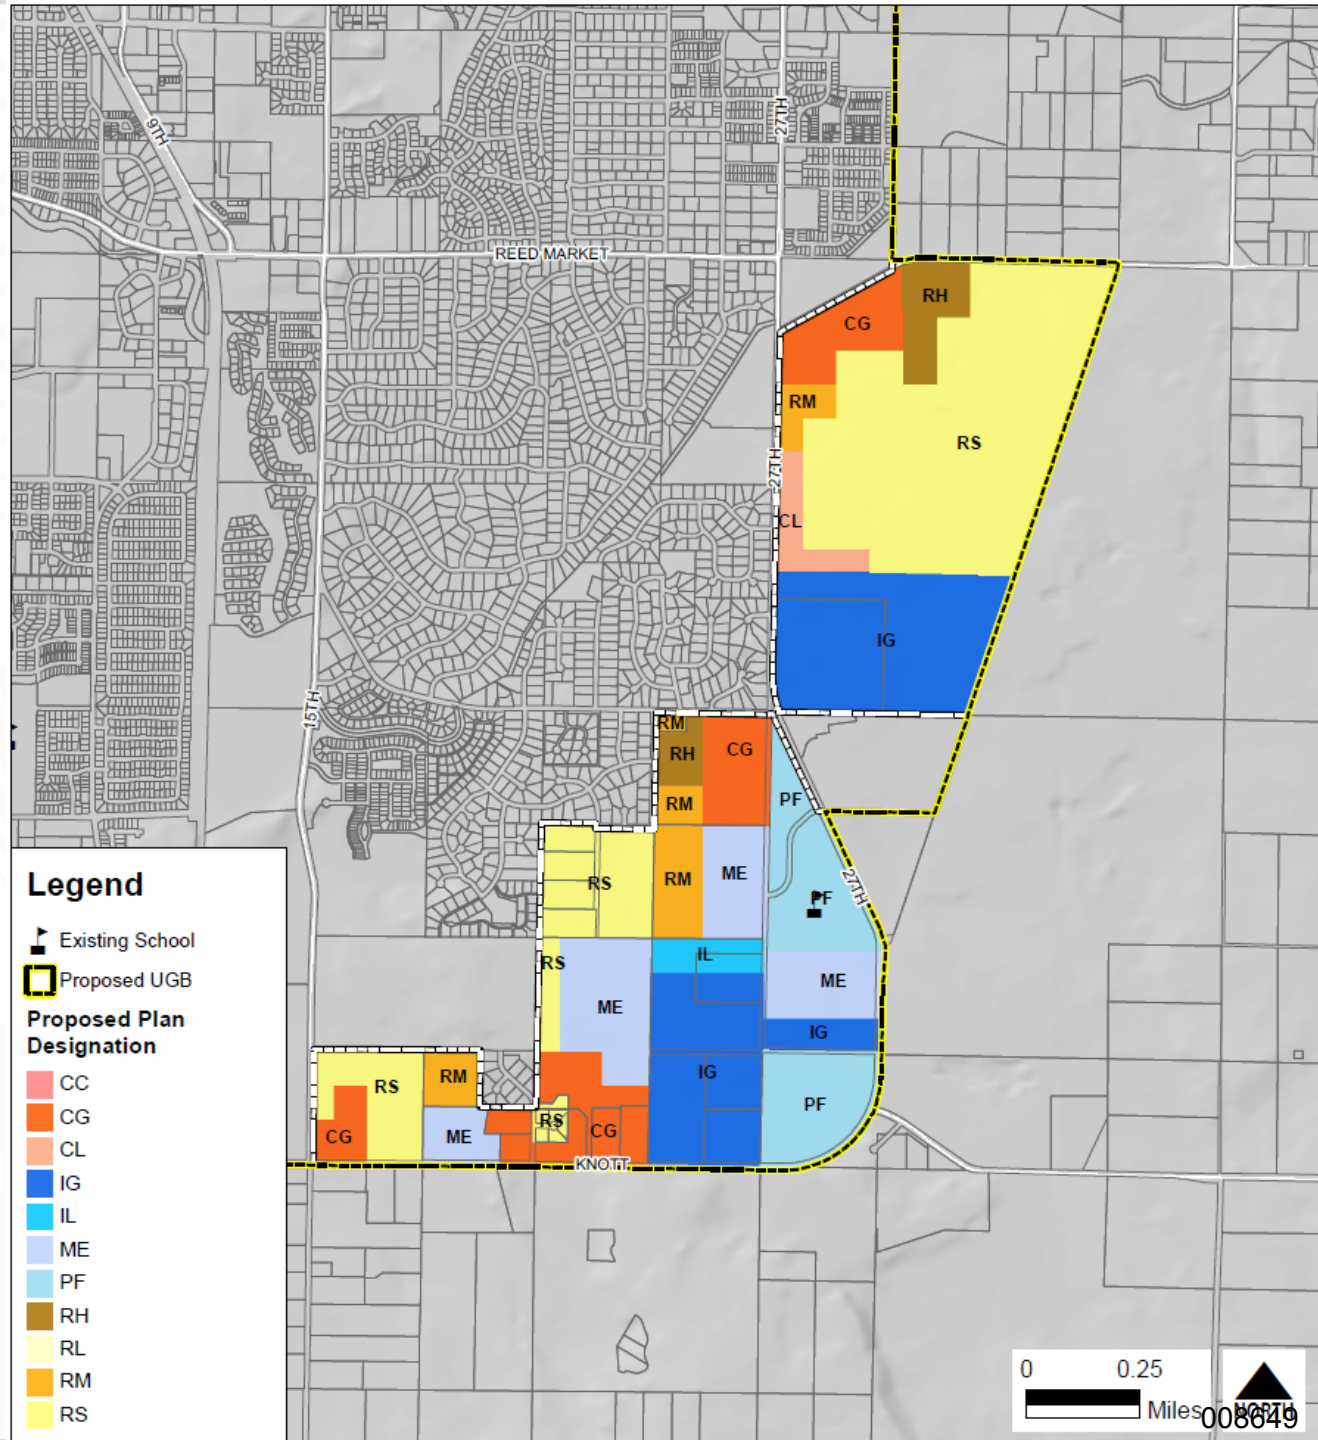 9TH
27TH
REED MARKET
RH
CG
RM
RS
27TH
CL
IG
15TH
RM
RH
CG
PF
RM
RS
RM
ME
27TH
PF
RS
IL
ME
ME
IG
IG
RS
RM
PF
CG
ME
RS
CG
KNOTT
Legend
Existing School
Proposed UGB
Proposed Plan
Designation
CC
CG
CL
IG
IL
ME
PF
RH
RL
RM
RS
0 0.25
Miles
NORTH
008649